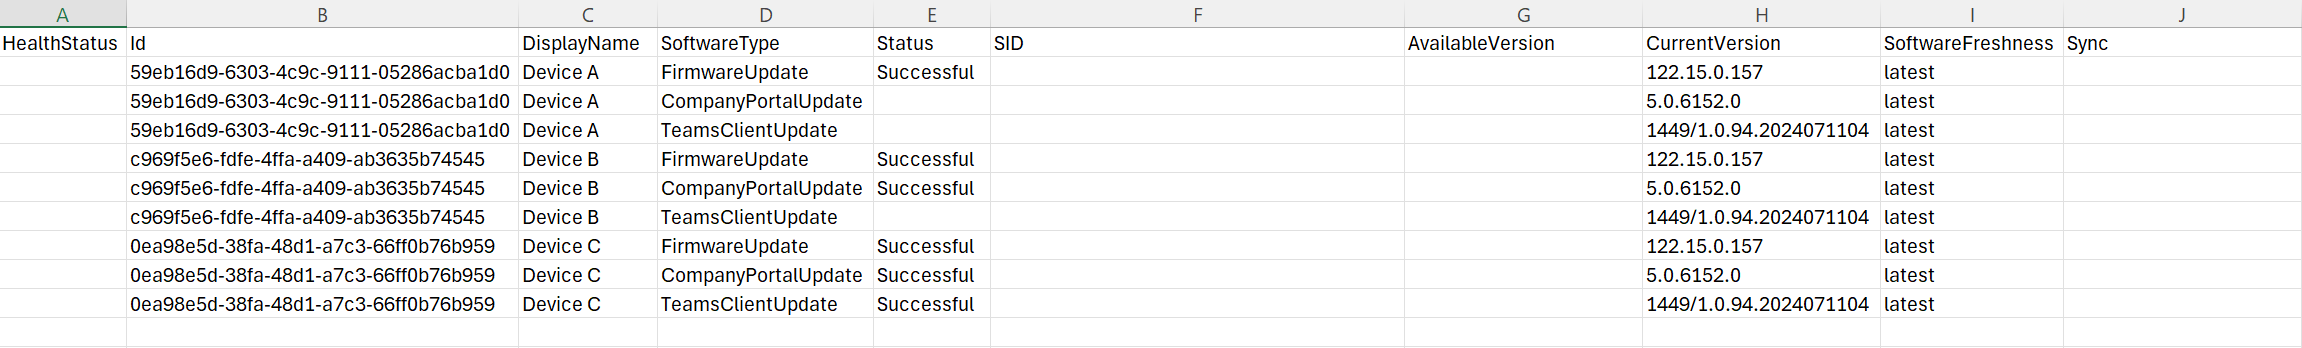 A B C D E F G H I J
HealthStatus Id DisplayName SoftwareType Status SID AvailableVersion CurrentVersion SoftwareFreshness Sync
59eb16d9-6303-4c9c-9111-05286acba1d0 Device A FirmwareUpdate Successful 122.15.0.157 latest
59eb16d9-6303-4c9c-9111-05286acba1d0 Device A CompanyPortalUpdate 5.0.6152.0 latest
59eb16d9-6303-4c9c-9111-05286acba1d0 Device A TeamsClientUpdate 1449/1.0.94.2024071104 latest
c969f5e6-fdfe-4ffa-a409-ab3635b74545 Device B FirmwareUpdate Successful 122.15.0.157 latest
c969f5e6-fdfe-4ffa-a409-ab3635b74545 Device B CompanyPortalUpdate Successful 5.0.6152.0 latest
c969f5e6-fdfe-4ffa-a409-ab3635b74545 Device B TeamsClientUpdate 1449/1.0.94.2024071104 latest
0ea98e5d-38fa-48d1-a7c3-66ff0b76b959 Device C FirmwareUpdate Successful 122.15.0.157 latest
0ea98e5d-38fa-48d1-a7c3-66ff0b76b959 Device C CompanyPortalUpdate Successful 5.0.6152.0 latest
0ea98e5d-38fa-48d1-a7c3-66ff0b76b959 Device C TeamsClientUpdate Successful 1449/1.0.94.2024071104 latest